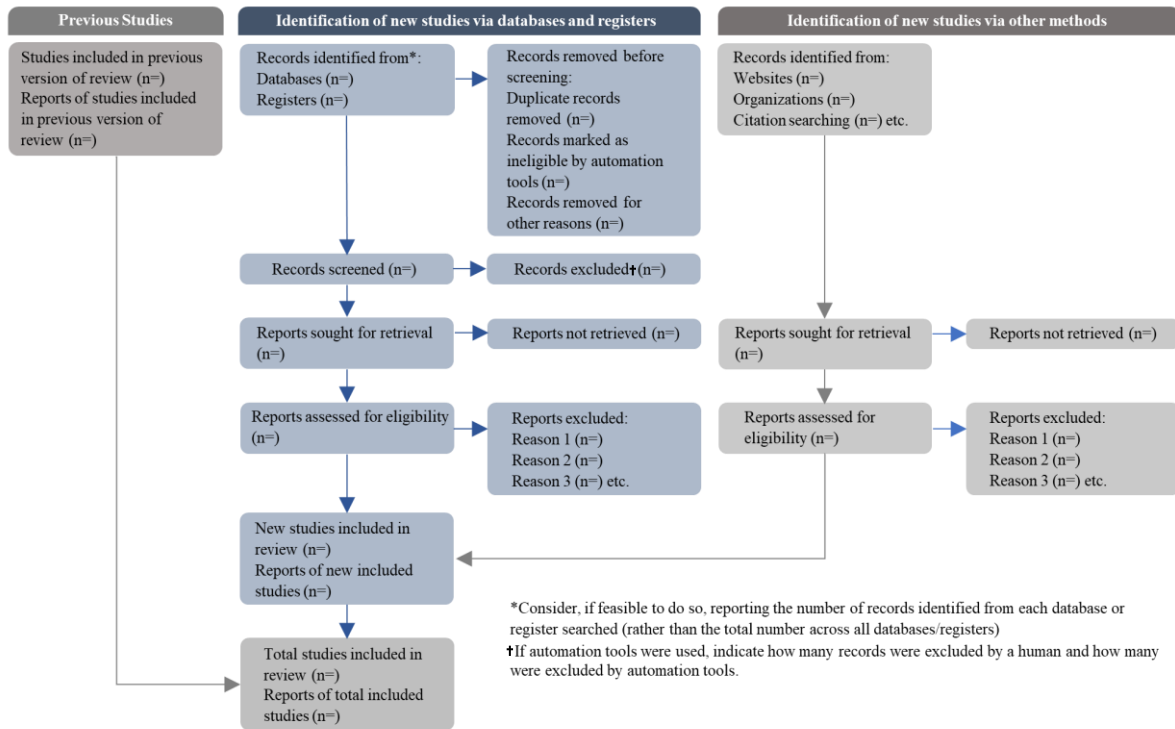 Previous Studies
Studies included in previous
version of review (n=)
Reports of studies included
in previous version of
review (n=)
Identification of new studies via databases and registers
Records identified from*:
Databases (n=)
Registers (n=)
Records removed before
screening:
Duplicate records
removed (n=)
Records marked as
ineligible by automation
tools (n=)
Records removed for
other reasons (n=)
Records screened (n=)
Records excluded†(n=)
Reports sought for retrieval
(n=)
Reports not retrieved (n=)
Reports assessed for eligibility
(n=)
Reports excluded:
Reason 1 (n=)
Reason 2 (n=)
Reason 3 (n=) etc.
New studies included in
review (n=)
Reports of new included
studies (n=)
Total studies included in
review (n=)
Reports of total included
studies (n=)
Identification of new studies via other methods
Records identified from:
Websites (n=)
Organizations (n=)
Citation searching (n=) etc.
Reports sought for retrieval
(n=)
Reports not retrieved (n=)
Reports assessed for
eligibility (n=)
Reports excluded:
Reason 1 (n=)
Reason 2 (n=)
Reason 3 (n=) etc.
*Consider, if feasible to do so, reporting the number of records identified from each database or
register searched (rather than the total number across all databases/registers)
†If automation tools were used, indicate how many records were excluded by a human and how many
were excluded by automation tools.